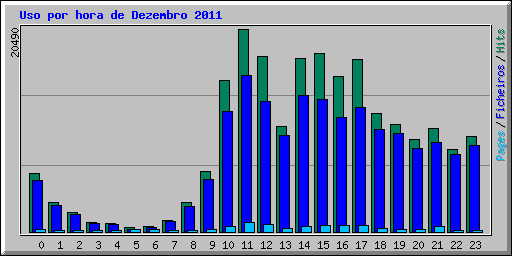 Uso por hora de Dezembro 2011
20490
Pages / Ficheiros / Hits
0 1 2 3 4 5 6 7 8 9 10 11 12 13 14 15 16 17 18 19 20 21 22 23